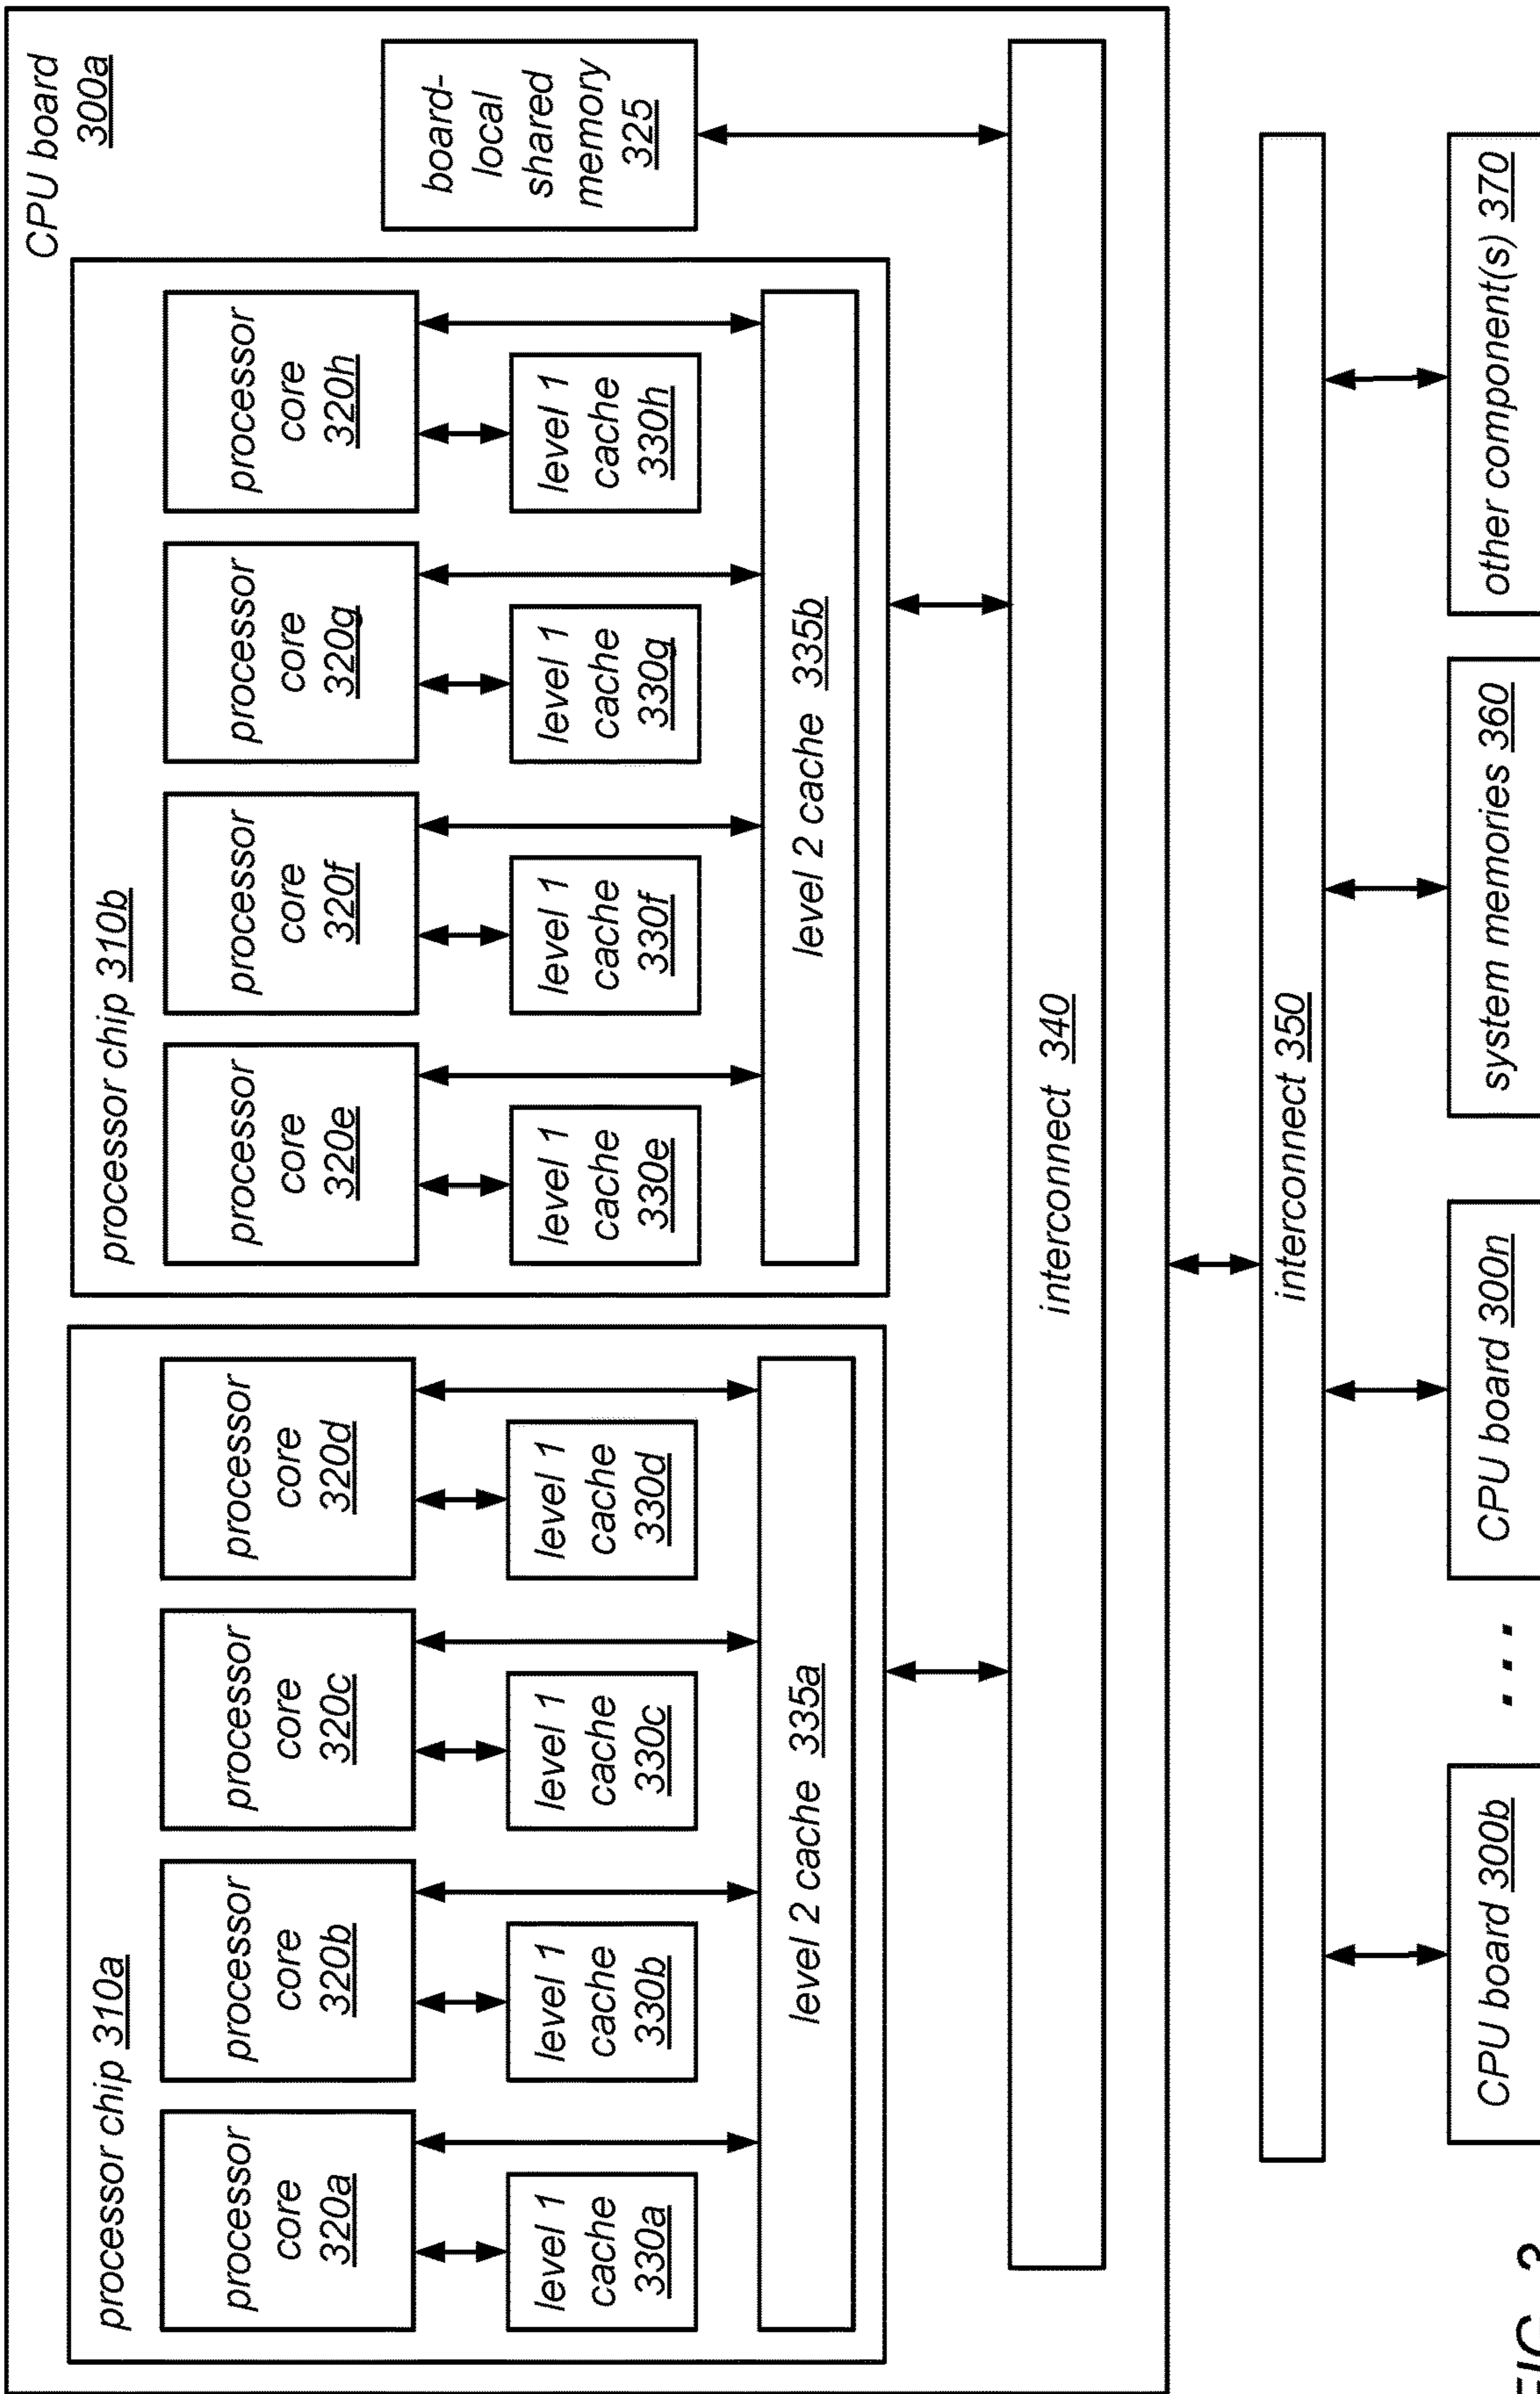 CPU board
300a
processor chip 310a
processor
core
320a
processor
core
320b
processor
core
320c
processor
core
320d
level 1
cache
330a
level 1
cache
330b
level 1
cache
330c
level 1
cache
330d
level 2 cache 335a
processor chip 310b
processor
core
320e
processor
core
320f
processor
core
320g
processor
core
320h
level 1
cache
330e
level 1
cache
330f
level 1
cache
330g
level 1
cache
330h
level 2 cache 335b
board-
local
shared
memory
325
interconnect 340
interconnect 350
CPU board 300b
. . .
CPU board 300n
system memories 360
other component(s) 370
FIG. 3